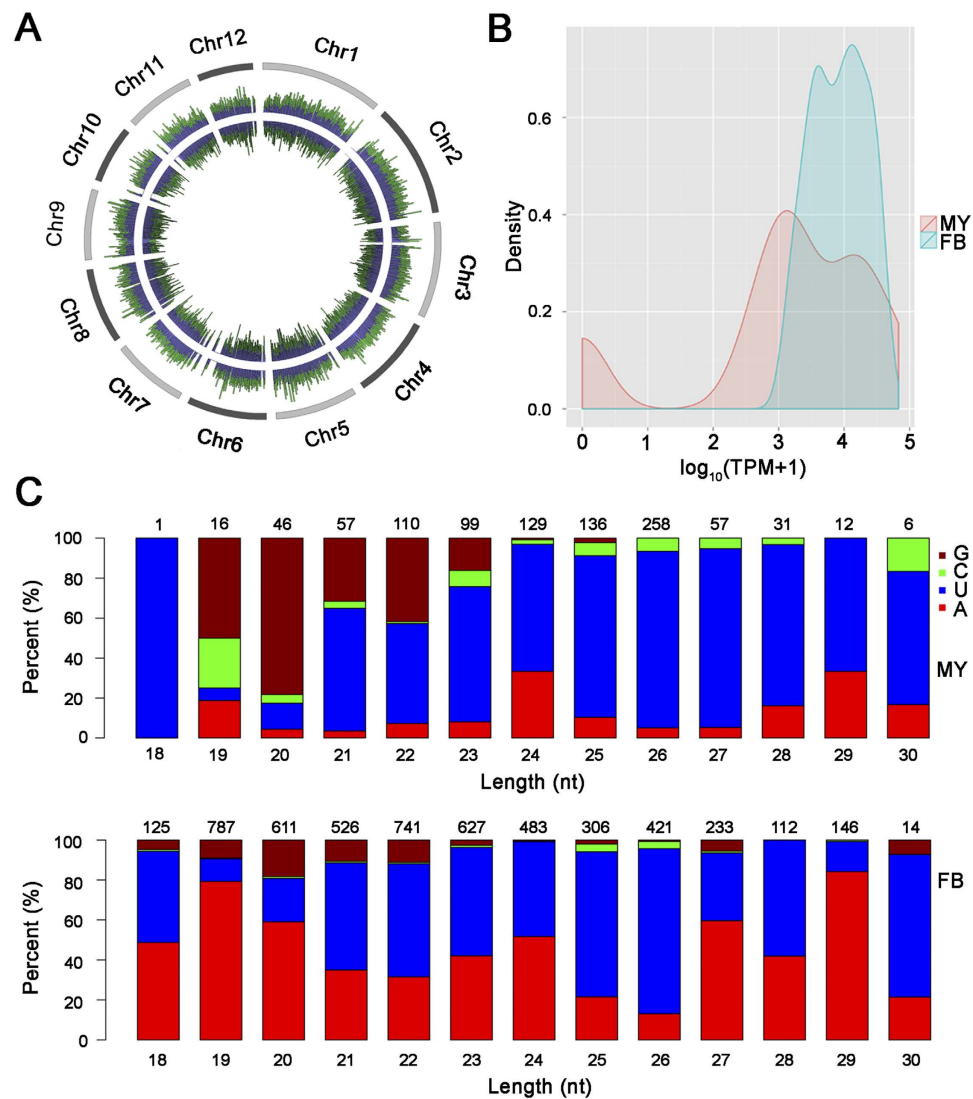 A
Chr1
Chr2
Chr3
Chr4
Chr5
Chr6
Chr7
Chr8
Chr9
Chr10
Chr11
Chr12
B
Density
0.6
0.4
0.2
0.0
0 1 2 3 4 5
log10(TPM+1)
MY
FB
C
1 16 46 57 110 99 129 136 258 57 31 12 6
Percent (%)
100
80
60
40
20
0
18 19 20 21 22 23 24 25 26 27 28 29 30
Length (nt)
G
C
U
A
MY
125 787 611 526 741 627 483 306 421 233 112 146 14
Percent (%)
100
80
60
40
20
0
18 19 20 21 22 23 24 25 26 27 28 29 30
Length (nt)
FB